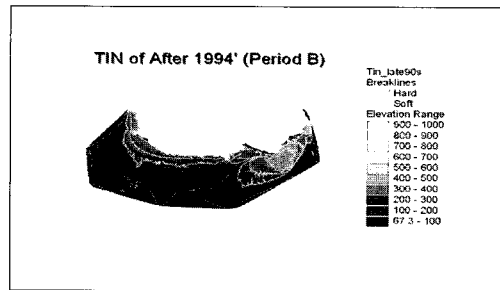 TIN of After 1994' (Period B)
Tin_late90s
Breaklines
Hard
Soft
Elevation Range
900 - 1000
800 - 900
700 - 800
600 - 700
500 - 600
400 - 500
300 - 400
200 - 300
100 - 200
67.3 - 100